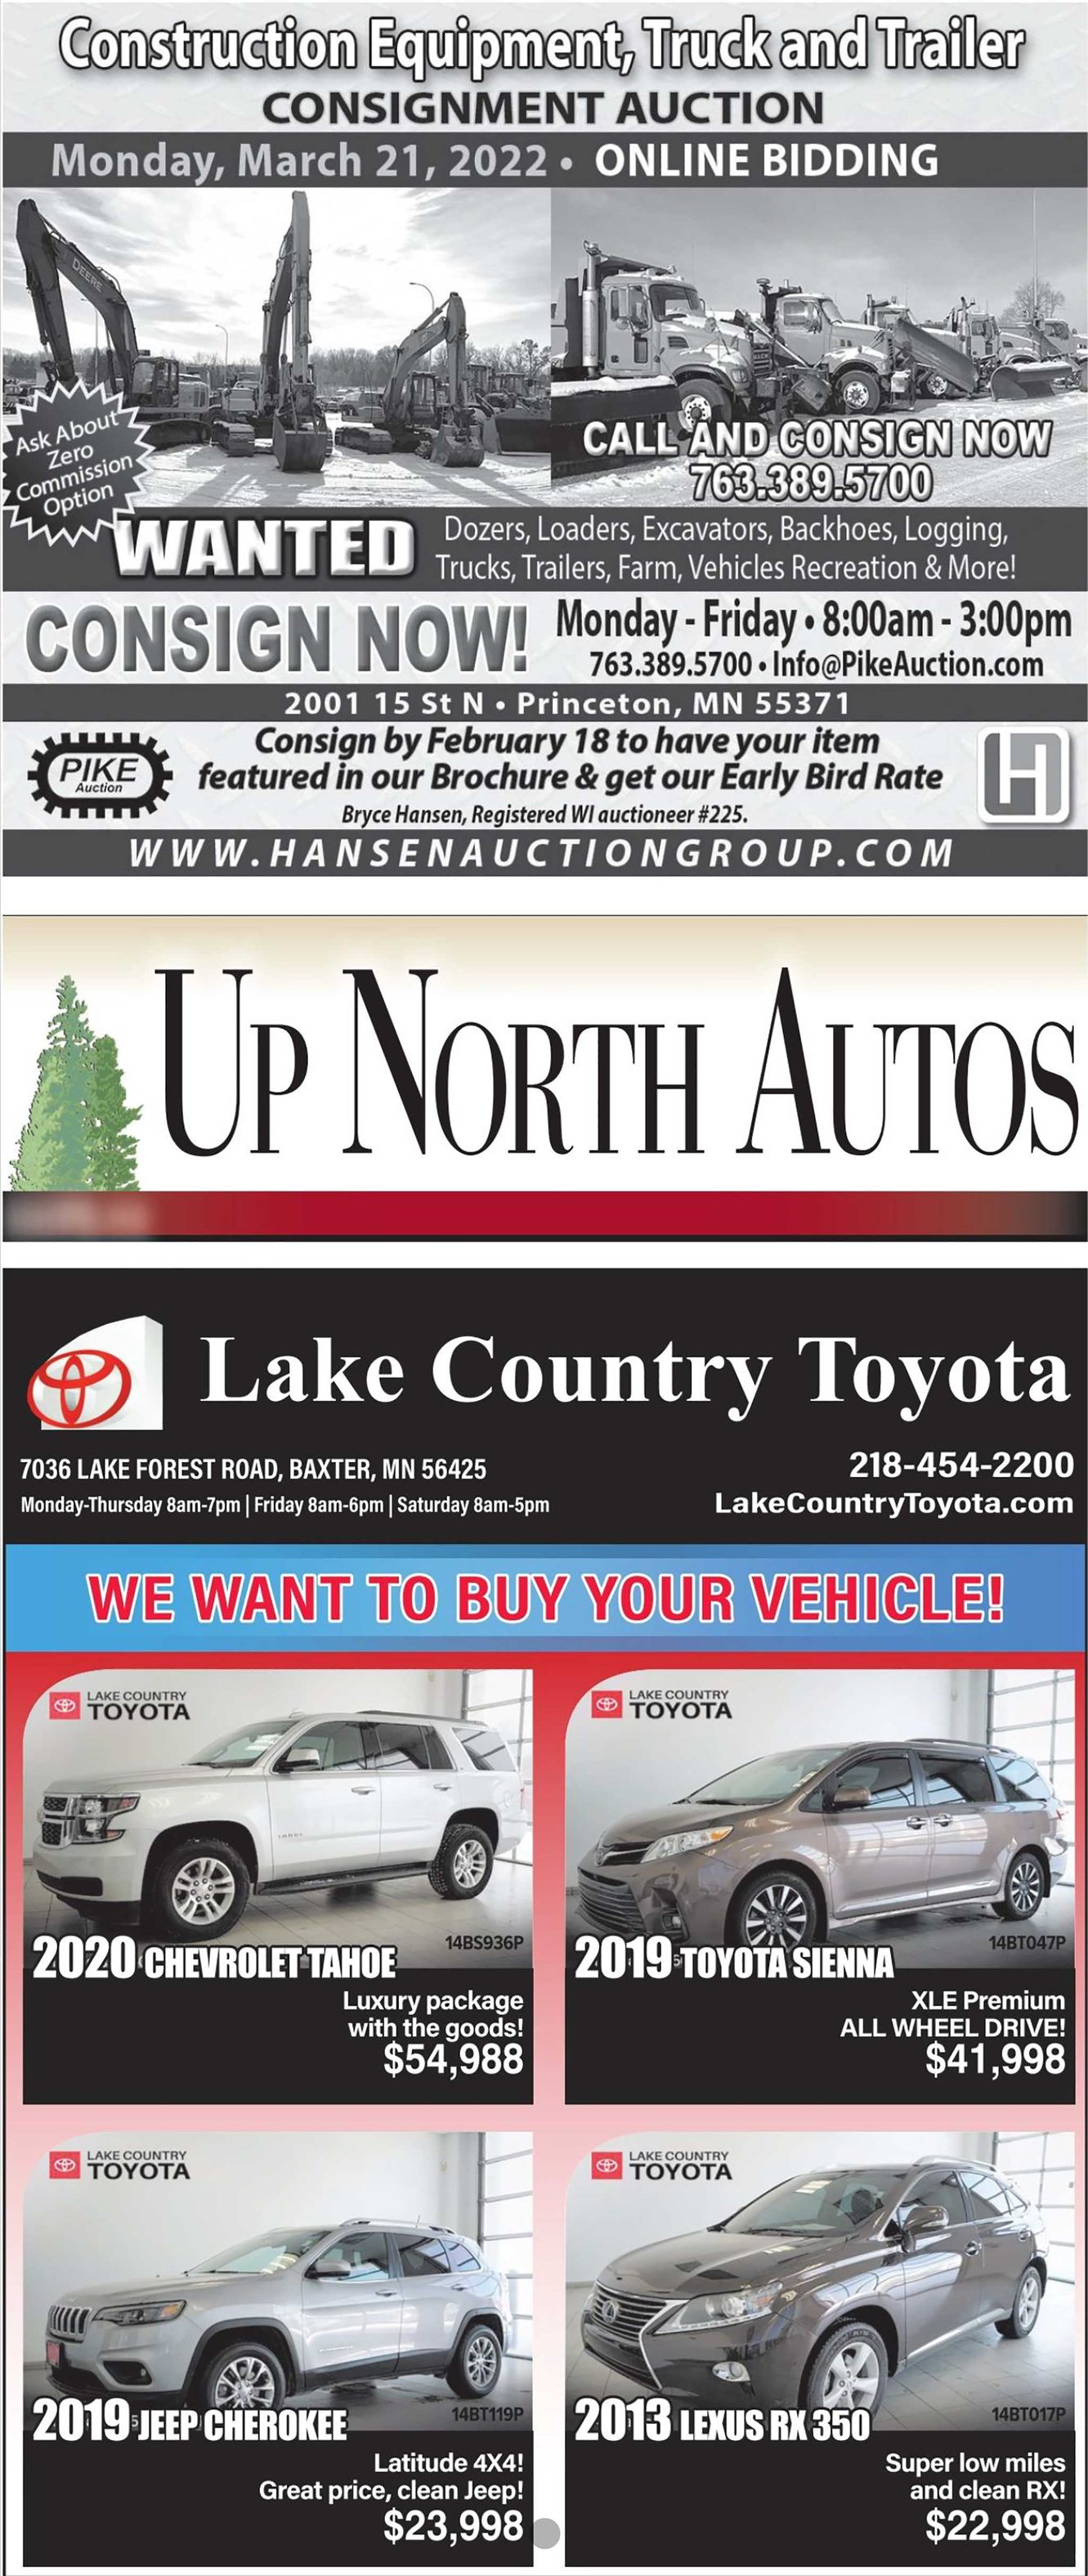 Construction Equipment, Truck and Trailer
CONSIGNMENT AUCTION
Monday, March 21, 2022 • ONLINE BIDDING
DEERE
MACK
Ask About
Zero
Commission
Option
CALL AND CONSIGN NOW
763.389.5700
WANTED
Dozers, Loaders, Excavators, Backhoes, Logging,
Trucks, Trailers, Farm, Vehicles Recreation & More!
CONSIGN NOW!
Monday - Friday • 8:00am - 3:00pm
763.389.5700 • Info@PikeAuction.com
2001 15 St N • Princeton, MN 55371
PIKE
Auction
Consign by February 18 to have your item
featured in our Brochure & get our Early Bird Rate
Bryce Hansen, Registered WI auctioneer #225.
H
WWW.HANSENAUCTIONGROUP.COM
UP NORTH AUTOS
Lake Country Toyota
7036 LAKE FOREST ROAD, BAXTER, MN 56425
Monday-Thursday 8am-7pm | Friday 8am-6pm | Saturday 8am-5pm
218-454-2200
LakeCountryToyota.com
WE WANT TO BUY YOUR VEHICLE!
LAKE COUNTRY
TOYOTA
14BS936P
2020 CHEVROLET TAHOE
Luxury package
with the goods!
$54,988
LAKE COUNTRY
TOYOTA
14BT047P
2019 TOYOTA SIENNA
XLE Premium
ALL WHEEL DRIVE!
$41,998
LAKE COUNTRY
TOYOTA
14BT119P
2019 JEEP CHEROKEE
Latitude 4X4!
Great price, clean Jeep!
$23,998
LAKE COUNTRY
TOYOTA
14BT017P
2013 LEXUS RX 350
Super low miles
and clean RX!
$22,998